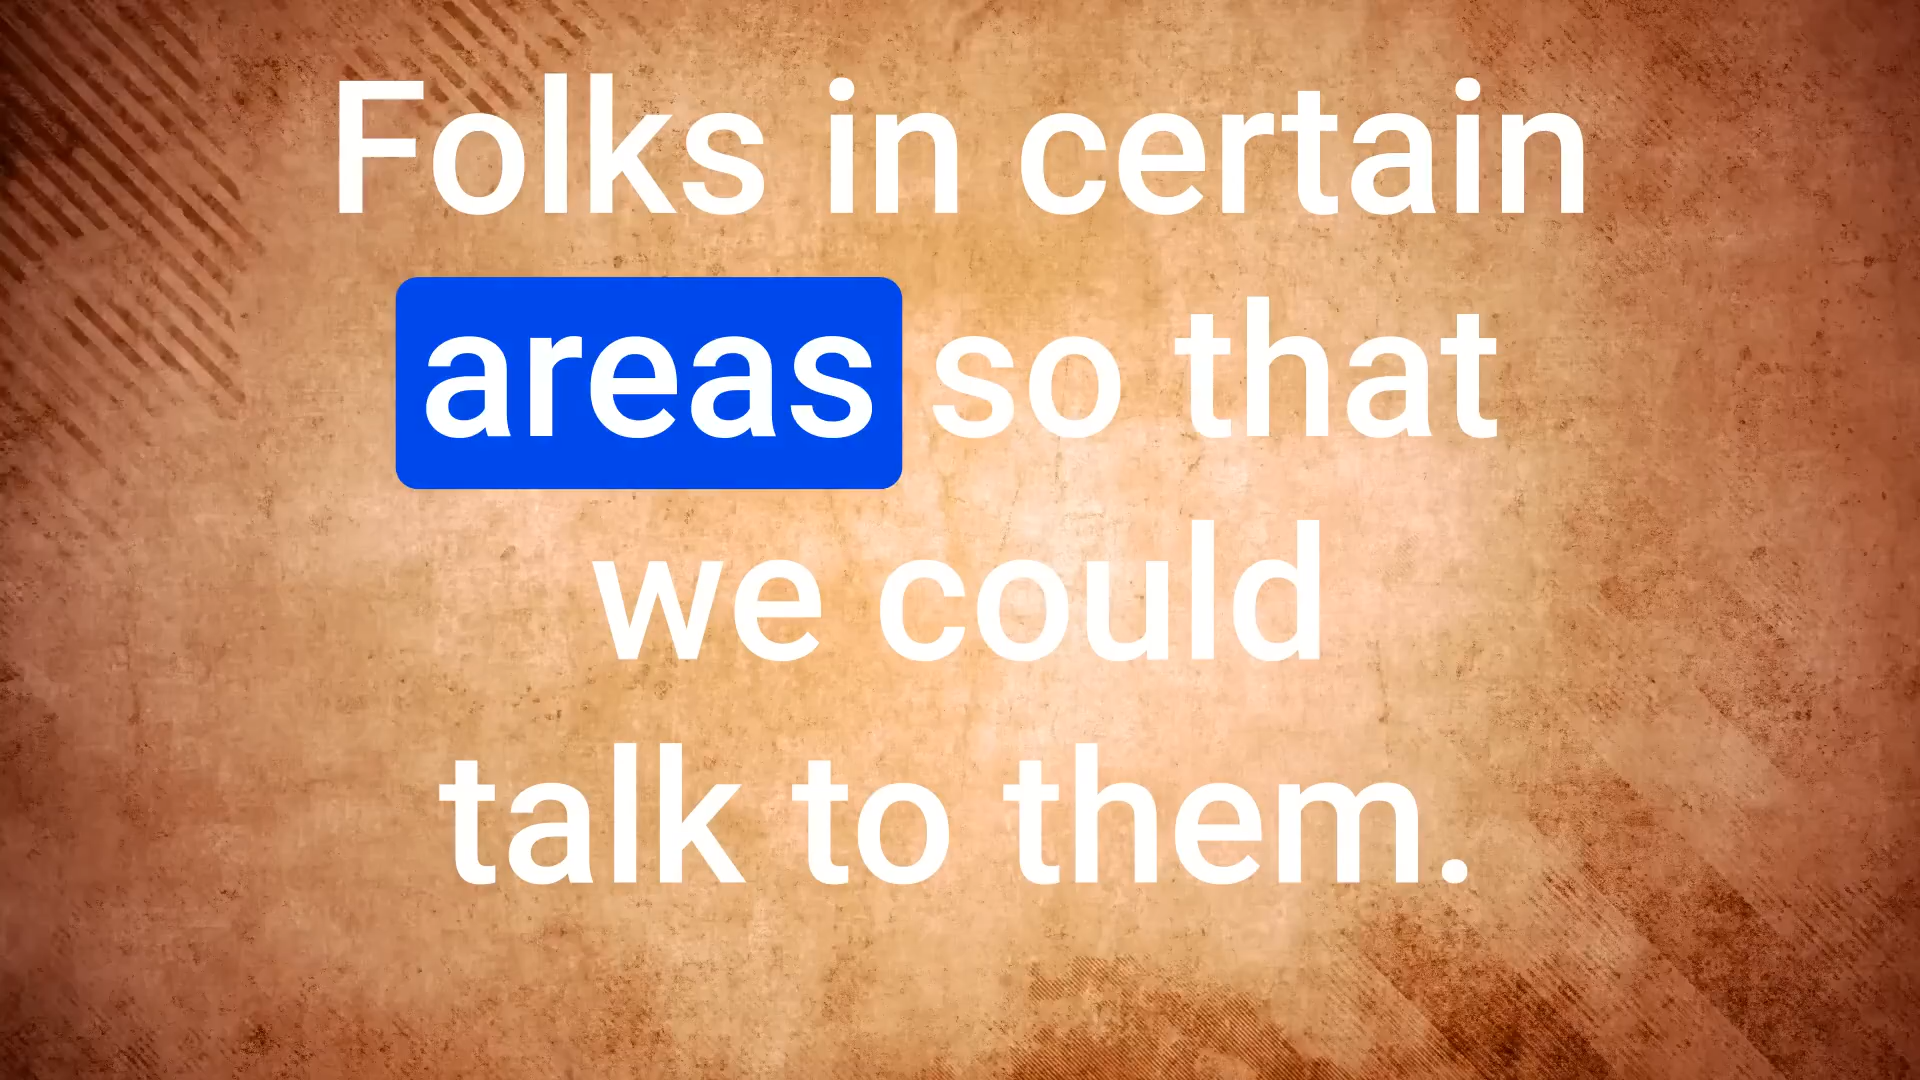 Folks in certain
areas so that
we could
talk to them.